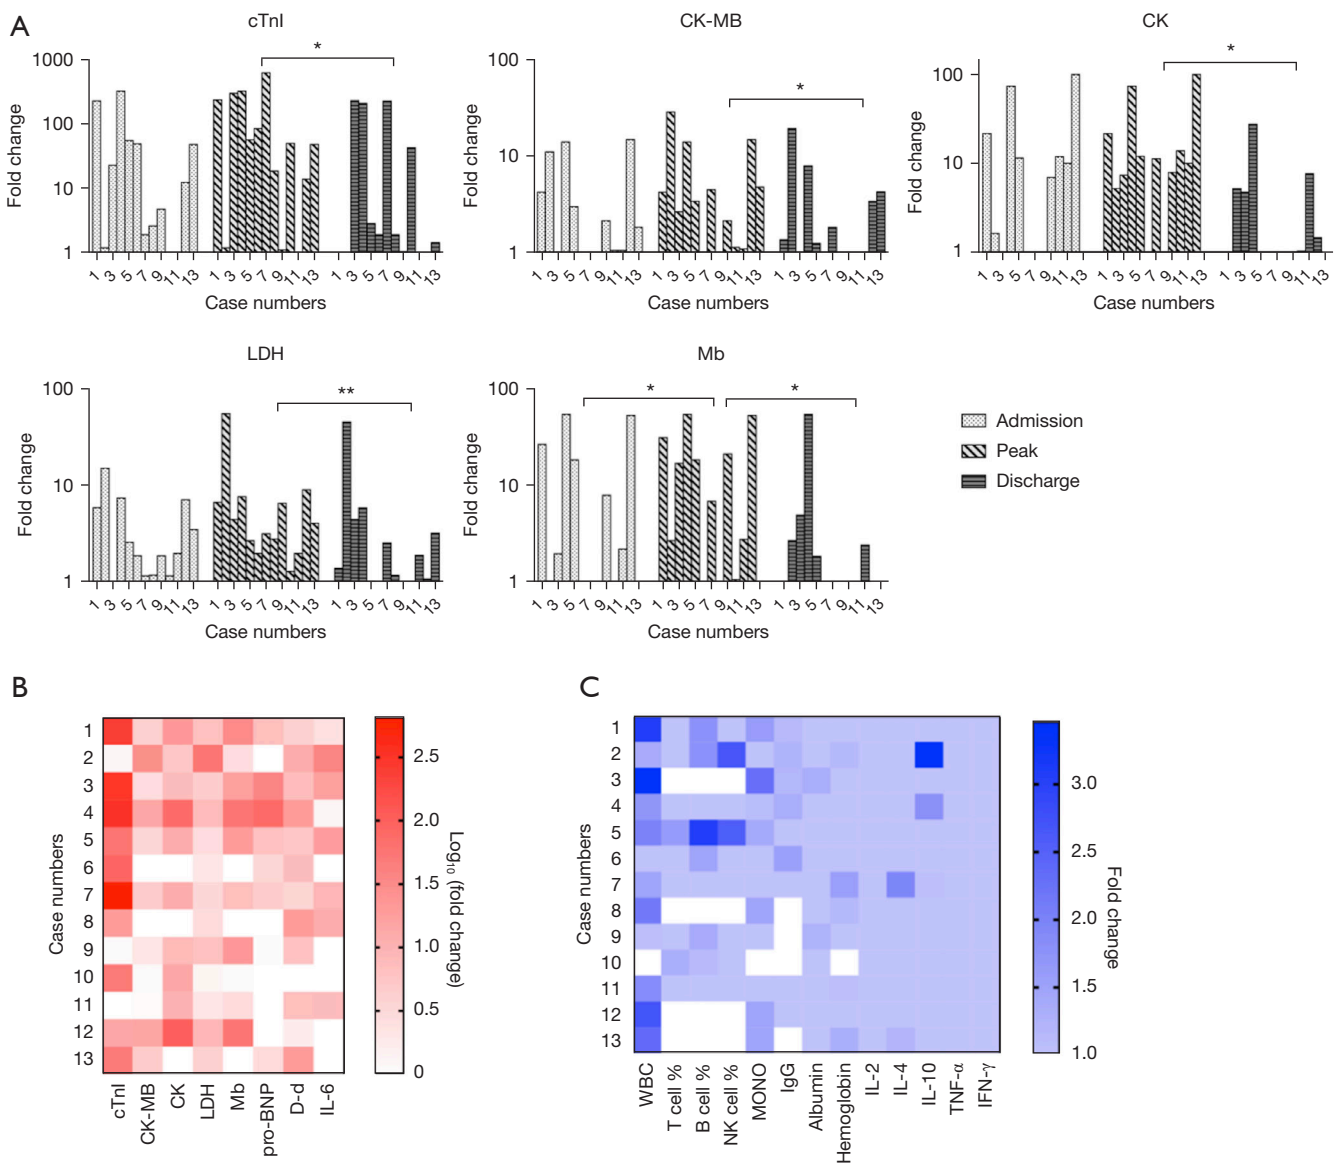 A
cTnI
*
1000
100
10
1
Fold change
1 3 5 7 9 11 13 1 3 5 7 9 11 13 1 3 5 7 9 11 13
Case numbers
CK-MB
*
100
10
1
Fold change
1 3 5 7 9 11 13 1 3 5 7 9 11 13 1 3 5 7 9 11 13
Case numbers
CK
*
100
10
1
Fold change
1 3 5 7 9 11 13 1 3 5 7 9 11 13 1 3 5 7 9 11 13
Case numbers
LDH
**
100
10
1
Fold change
1 3 5 7 9 11 13 1 3 5 7 9 11 13 1 3 5 7 9 11 13
Case numbers
Mb
* *
100
10
1
Fold change
1 3 5 7 9 11 13 1 3 5 7 9 11 13 1 3 5 7 9 11 13
Case numbers
Admission
Peak
Discharge
B
Case numbers
1
2
3
4
5
6
7
8
9
10
11
12
13
cTnI CK-MB CK LDH Mb pro-BNP D-d IL-6
2.5
2.0
1.5
1.0
0.5
0
Log₁₀ (fold change)
C
Case numbers
1
2
3
4
5
6
7
8
9
10
11
12
13
WBC T cell % B cell % NK cell % MONO IgG Albumin Hemoglobin IL-2 IL-4 IL-10 TNF-α IFN-γ
3.0
2.5
2.0
1.5
1.0
Fold change